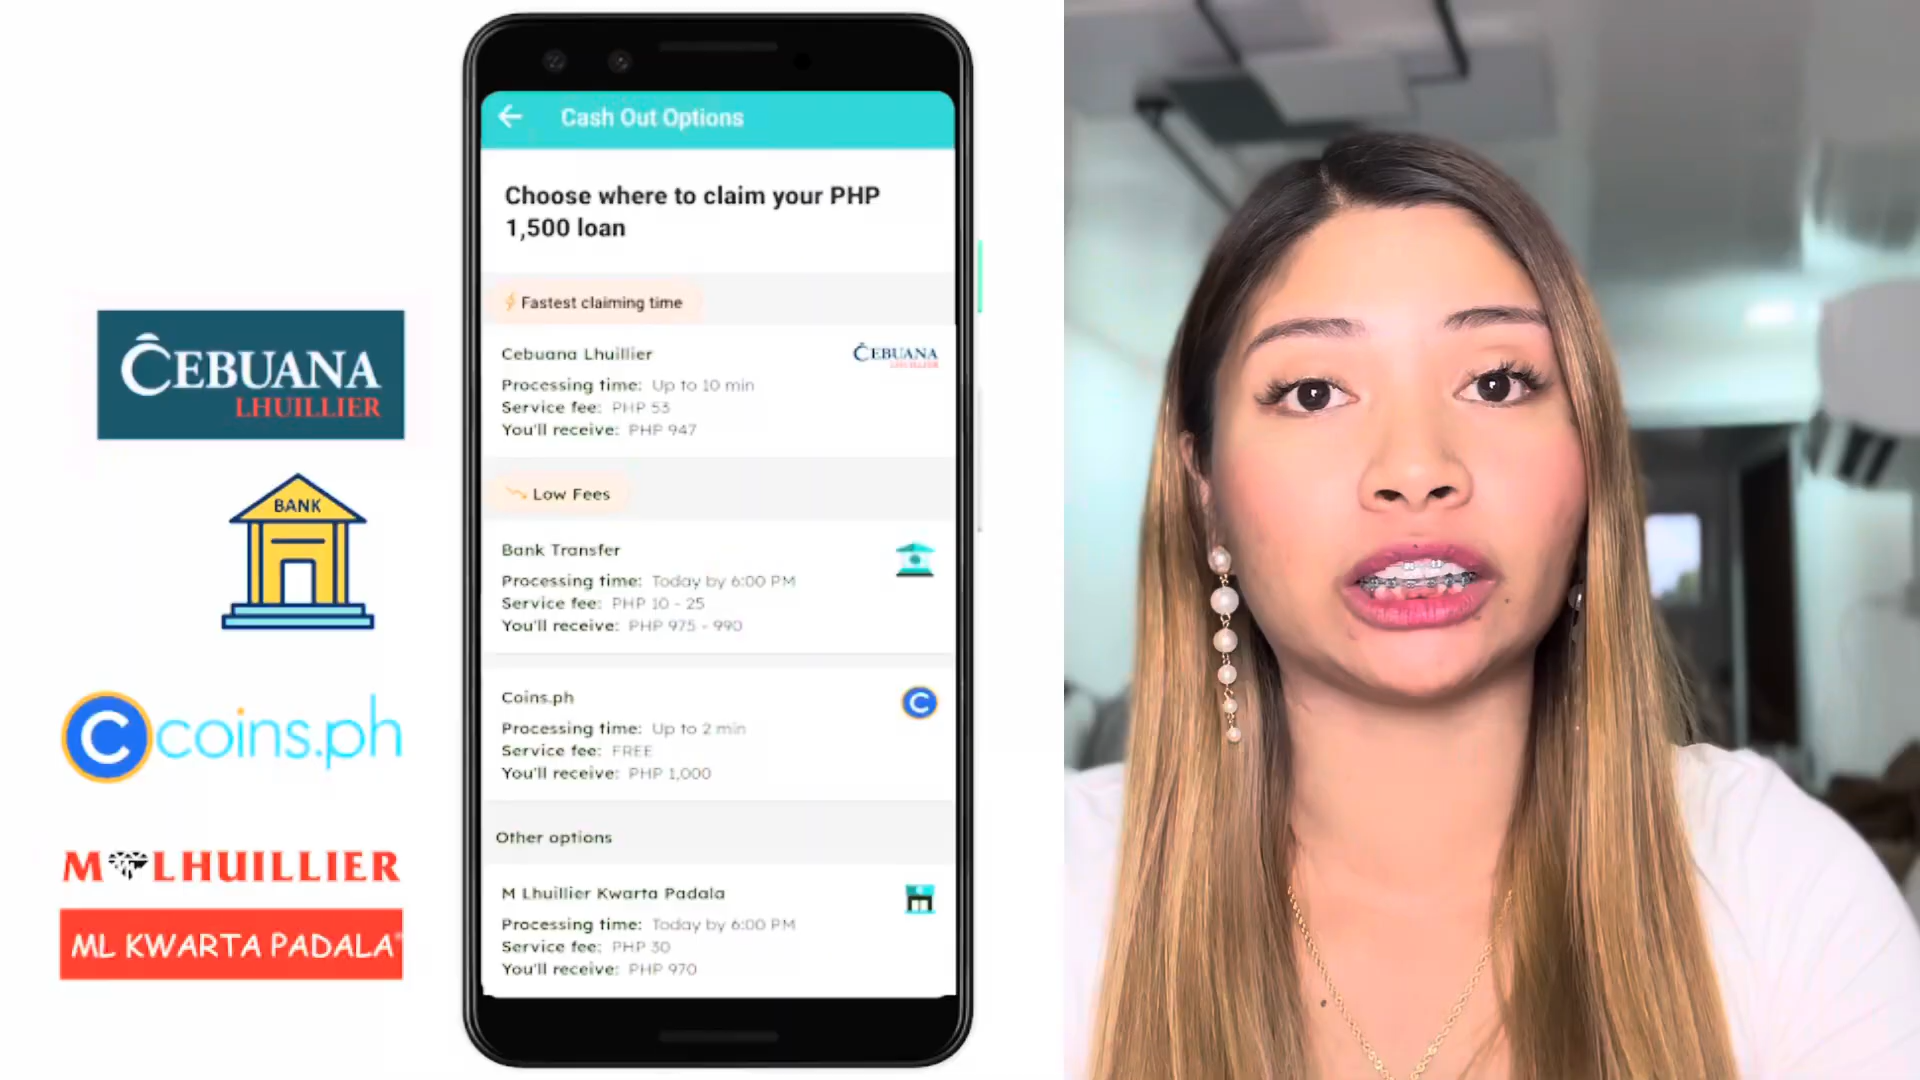 Cash Out Options
Choose where to claim your PHP
1,500 loan
Fastest claiming time
Cebuana Lhuillier
CEBUANA
LHUILLIER
Processing time: Up to 10 min
Service fee: PHP 53
You'll receive: PHP 947
Low Fees
Bank Transfer
Processing time: Today by 6:00 PM
Service fee: PHP 10 - 25
You'll receive: PHP 975 - 990
Coins.ph
C
Processing time: Up to 2 min
Service fee: FREE
You'll receive: PHP 1,000
Other options
M Lhuillier Kwarta Padala
Processing time: Today by 6:00 PM
Service fee: PHP 30
You'll receive: PHP 970
CEBUANA
LHUILLIER
BANK
C coins.ph
M LHUILLIER
ML KWARTA PADALA